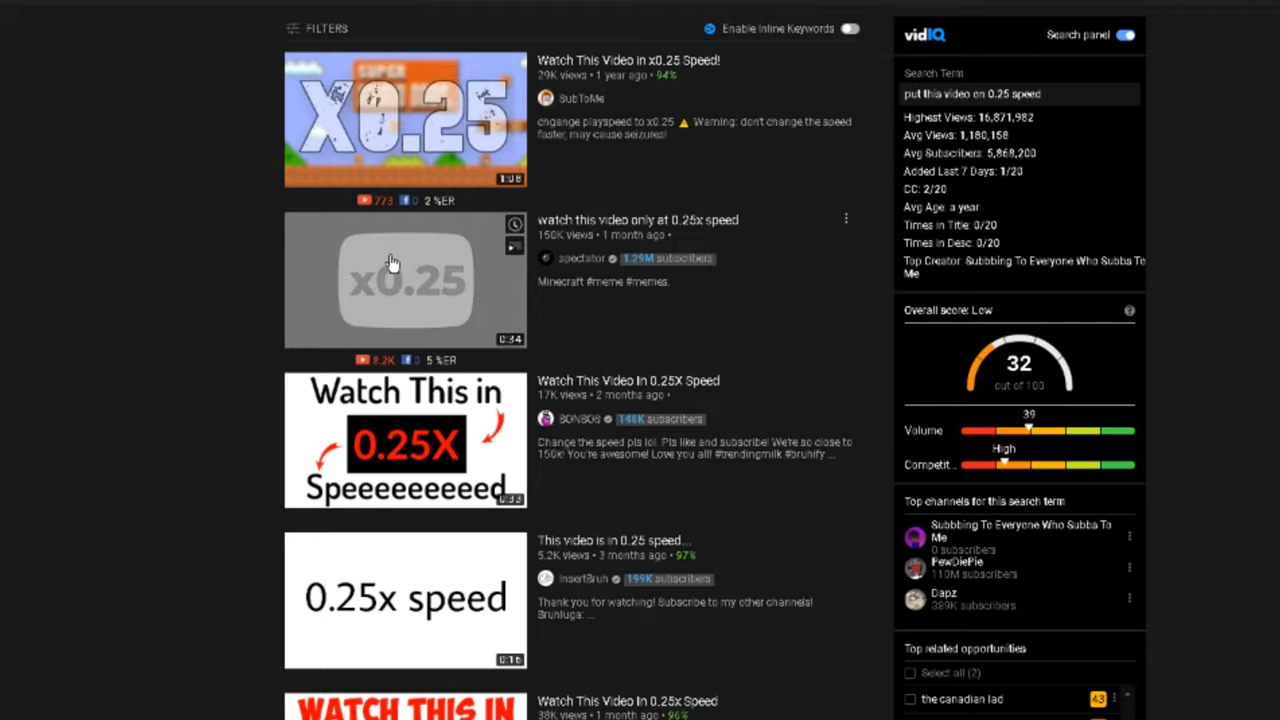 FILTERS
Enable Inline Keywords
SUPER
X0.25
1:08
773 0 2 %ER
Watch This Video In x0.25 Speed!
29K views • 1 year ago • 94%
SubToMe
chgange playspeed to x0.25 ⚠ Warning: don't change the speed
faster, may cause seizures!
x0.25
0:34
8.2K 0 5 %ER
watch this video only at 0.25x speed
150K views • 1 month ago •
spectator 1.29M subscribers
Minecraft #meme #memes.
Watch This in
0.25X
Speeeeeeeeed
0:33
Watch This Video In 0.25X Speed
17K views • 2 months ago •
BONBOS 148K subscribers
Change the speed pls lol. Pls like and subscribe! We're so close to
150k! You're awesome! Love you all! #trendingmilk #bruhify ...
0.25x speed
0:16
This video is in 0.25 speed...
5.2K views • 3 months ago • 97%
InsertBruh 199K subscribers
Thank you for watching! Subscribe to my other channels!
Bruhluga: ...
WATCH THIS IN
Watch This Video In 0.25x Speed
38K views • 1 month ago • 96%
vidIQ
Search panel
Search Term
put this video on 0.25 speed
Highest Views: 16,871,982
Avg Views: 1,180,158
Avg Subscribers: 5,868,200
Added Last 7 Days: 1/20
CC: 2/20
Avg Age: a year
Times in Title: 0/20
Times in Desc: 0/20
Top Creator: Subbbing To Everyone Who Subbs To
Me
Overall score: Low
32
out of 100
39
Volume
High
Competit...
Top channels for this search term
Subbbing To Everyone Who Subbs To
Me
0 subscribers
PewDiePie
110M subscribers
Dapz
389K subscribers
Top related opportunities
Select all (2)
the canadian lad 43